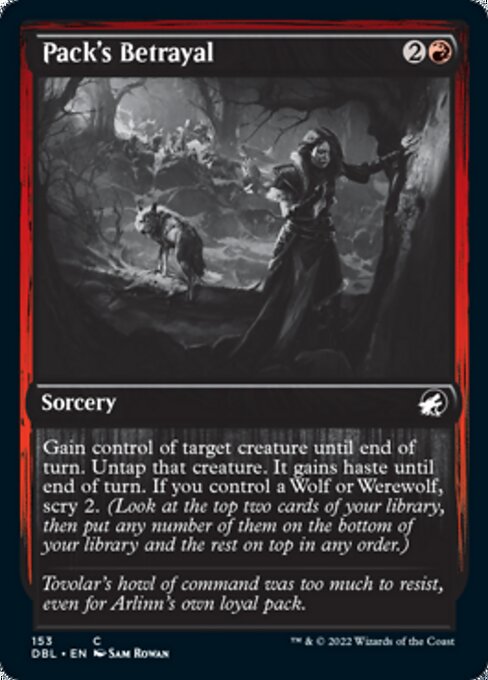 Pack's Betrayal 2
Sorcery
Gain control of target creature until end of
turn. Untap that creature. It gains haste until
end of turn. If you control a Wolf or Werewolf,
scry 2. (Look at the top two cards of your library,
then put any number of them on the bottom of
your library and the rest on top in any order.)
Tovolar's howl of command was too much to resist,
even for Arlinn's own loyal pack.
153 C
DBL • EN Sam Rowan ™ & © 2022 Wizards of the Coast